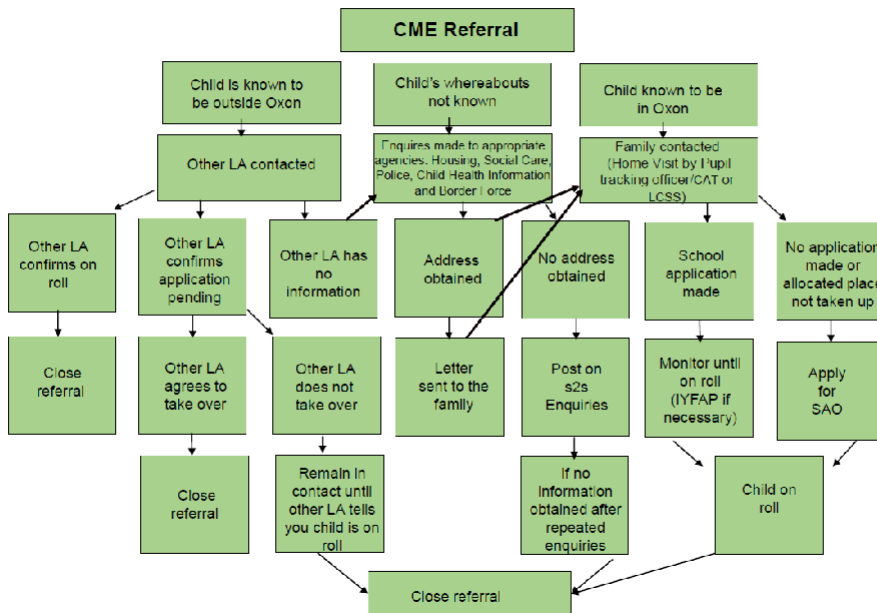 CME Referral
Child is known to
be outside Oxon
Child's whereabouts
not known
Child known to be
in Oxon
Other LA contacted
Enquires made to appropriate
agencies. Housing, Social Care,
Police, Child Health Information
and Border Force
Family contacted
(Home Visit by Pupil
tracking officer/CAT or
LCSS)
Other LA
confirms on
roll
Other LA
confirms
application
pending
Other LA has
no
information
Address
obtained
No address
obtained
School
application
made
No application
made or
allocated place
not taken up
Close
referral
Other LA
agrees to
take over
Other LA
does not
take over
Letter
sent to the
family
Post on
s2s
Enquiries
Monitor until
on roll
(IYFAP if
necessary)
Apply
for
SAO
Close
referral
Remain in
contact until
other LA tells
you child is on
roll
If no
information
obtained after
repeated
enquiries
Child on
roll
Close referral